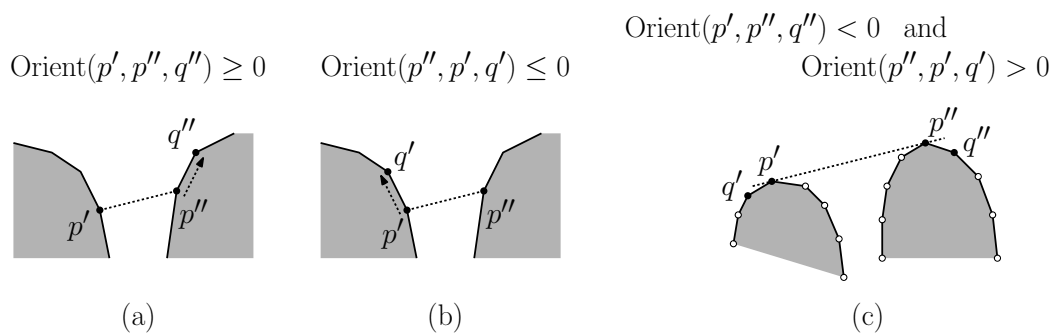 Orient(p′, p″, q″) < 0 and
Orient(p′, p″, q″) ≥ 0
Orient(p″, p′, q′) ≤ 0
Orient(p″, p′, q′) > 0
q″
p′
p″
q′
p′
p″
p″
q″
p′
q′
(a)
(b)
(c)